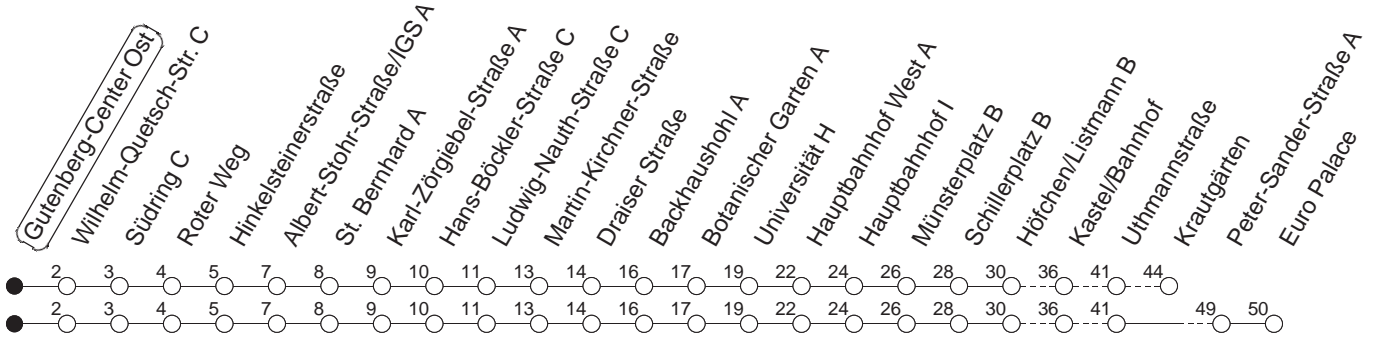 Gutenberg-Center Ost
Wilhelm-Quetsch-Str. C
Südring C
Roter Weg
Hinkelsteinerstraße
Albert-Stohr-Straße/IGS A
St. Bernhard A
Karl-Zörgiebel-Straße A
Hans-Böckler-Straße C
Ludwig-Nauth-Straße C
Martin-Kirchner-Straße
Draiser Straße
Backhaushohl A
Botanischer Garten A
Universität H
Hauptbahnhof West A
Hauptbahnhof I
Münsterplatz B
Schillerplatz B
Höfchen/Listmann B
Kastel/Bahnhof
Uthmannstraße
Krautgärten
Peter-Sander-Straße A
Euro Palace
2 3 4 5 7 8 9 10 11 13 14 16 17 19 22 24 26 28 30 36 41 44
2 3 4 5 7 8 9 10 11 13 14 16 17 19 22 24 26 28 30 36 41 49 50